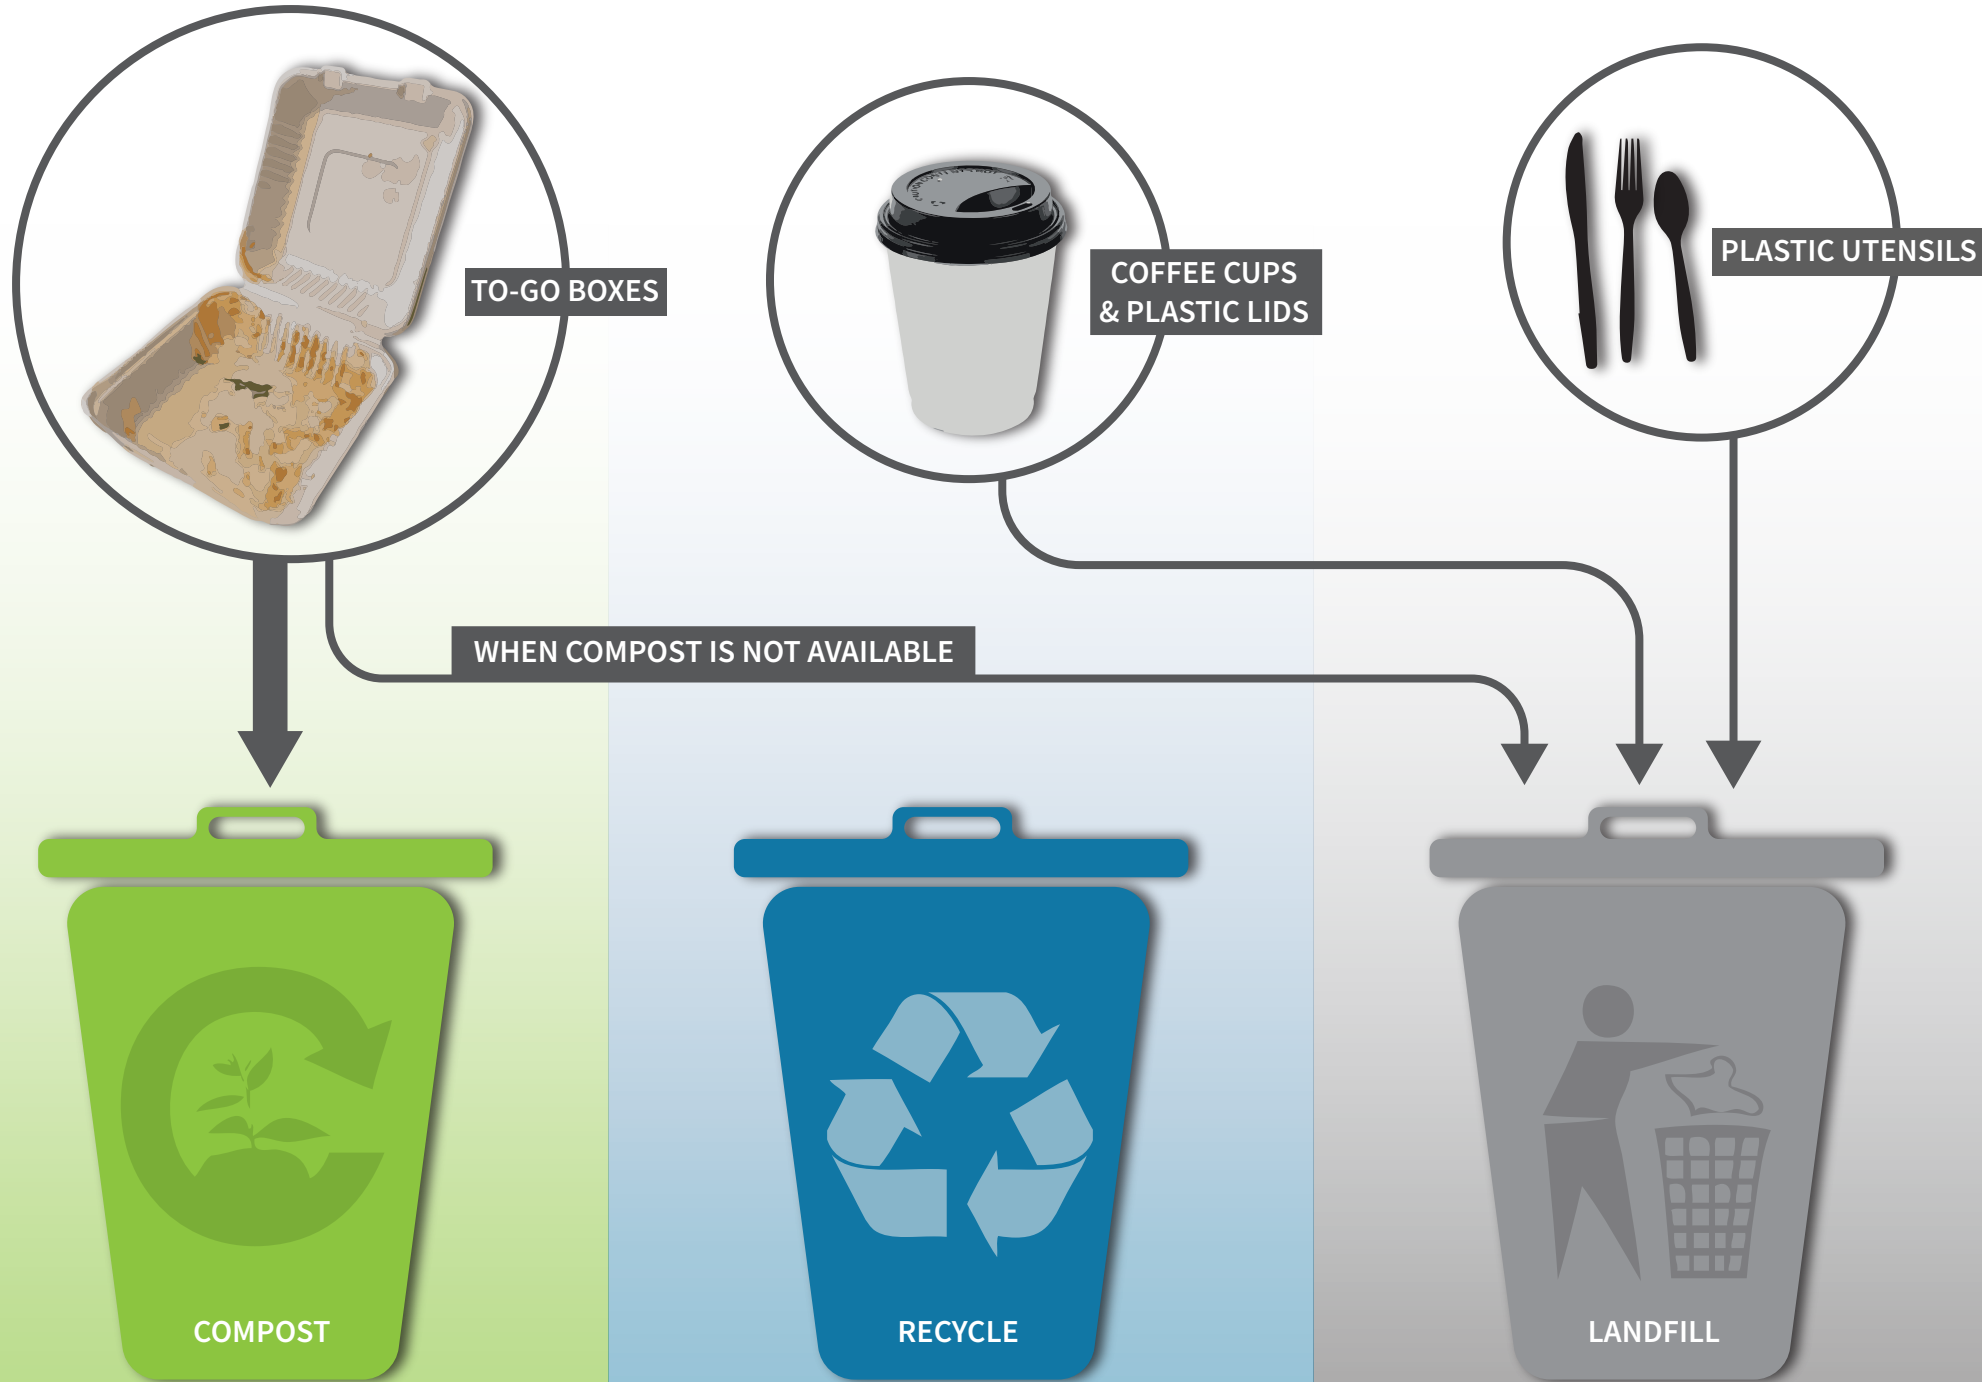 TO-GO BOXES
COFFEE CUPS
& PLASTIC LIDS
PLASTIC UTENSILS
WHEN COMPOST IS NOT AVAILABLE
COMPOST
RECYCLE
LANDFILL